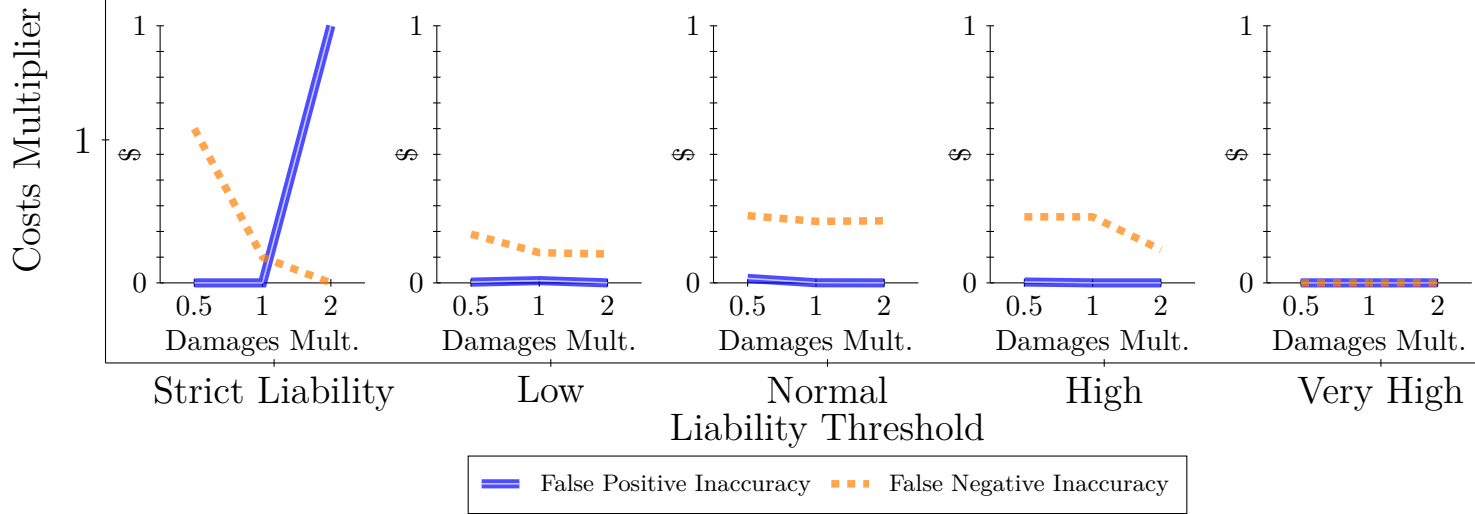 Costs Multiplier
1
1
$
0
0.5 1 2
Damages Mult.
1
$
0
0.5 1 2
Damages Mult.
1
$
0
0.5 1 2
Damages Mult.
1
$
0
0.5 1 2
Damages Mult.
1
$
0
0.5 1 2
Damages Mult.
Strict Liability Low Normal High Very High
Liability Threshold
False Positive Inaccuracy False Negative Inaccuracy